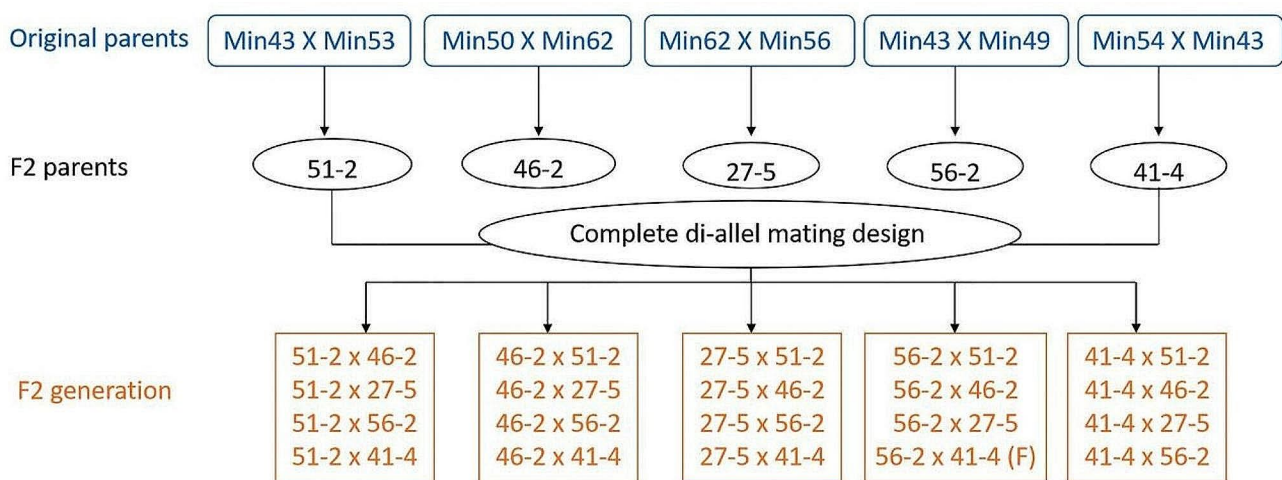 Original parents
Min43 X Min53
Min50 X Min62
Min62 X Min56
Min43 X Min49
Min54 X Min43
F2 parents
51-2
46-2
27-5
56-2
41-4
Complete di-allel mating design
F2 generation
51-2 x 46-2
51-2 x 27-5
51-2 x 56-2
51-2 x 41-4
46-2 x 51-2
46-2 x 27-5
46-2 x 56-2
46-2 x 41-4
27-5 x 51-2
27-5 x 46-2
27-5 x 56-2
27-5 x 41-4
56-2 x 51-2
56-2 x 46-2
56-2 x 27-5
56-2 x 41-4 (F)
41-4 x 51-2
41-4 x 46-2
41-4 x 27-5
41-4 x 56-2